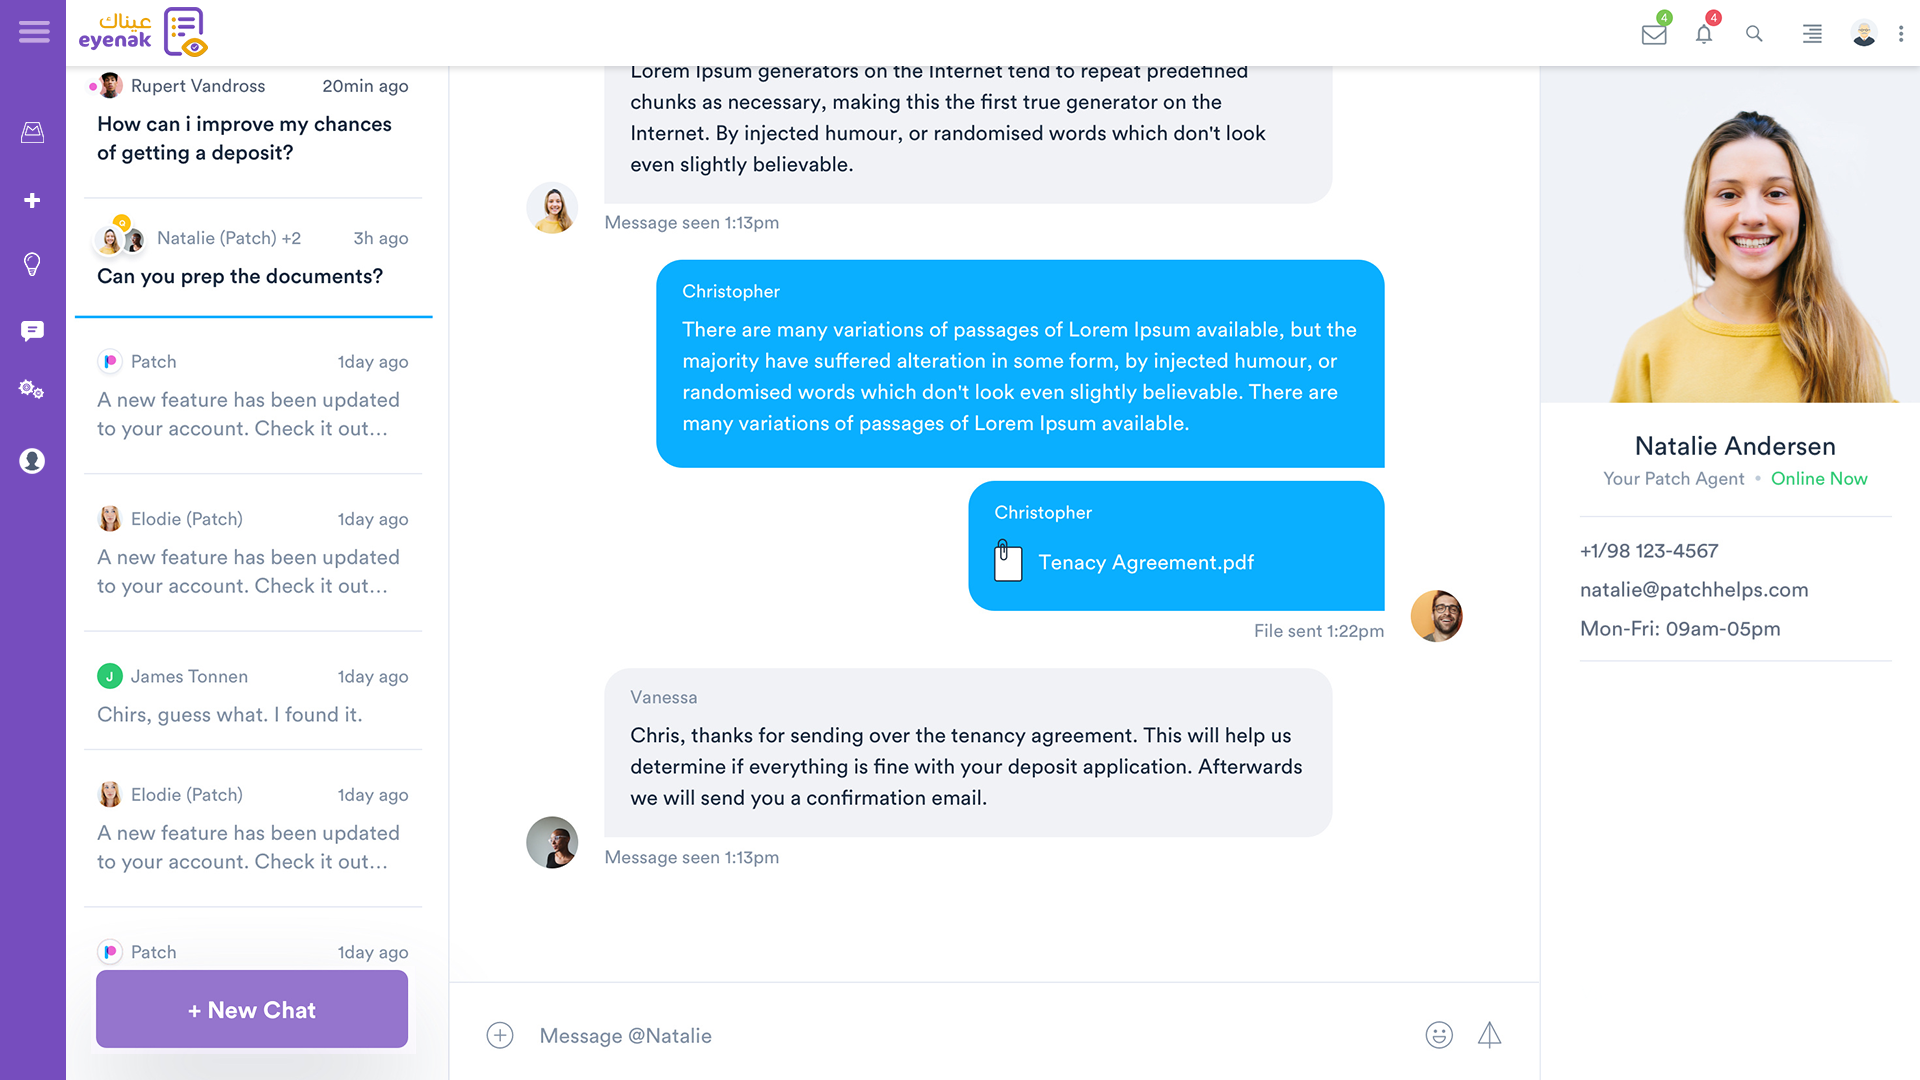 عيناك
eyenak
4
4
Rupert Vandross
20min ago
How can i improve my chances
of getting a deposit?
Natalie (Patch) +2
3h ago
Can you prep the documents?
Patch
1day ago
A new feature has been updated
to your account. Check it out...
Elodie (Patch)
1day ago
A new feature has been updated
to your account. Check it out...
J
James Tonnen
1day ago
Chirs, guess what. I found it.
Elodie (Patch)
1day ago
A new feature has been updated
to your account. Check it out...
Patch
1day ago
+ New Chat
Lorem Ipsum generators on the Internet tend to repeat predefined
chunks as necessary, making this the first true generator on the
Internet. By injected humour, or randomised words which don't look
even slightly believable.
Message seen 1:13pm
Christopher
There are many variations of passages of Lorem Ipsum available, but the
majority have suffered alteration in some form, by injected humour, or
randomised words which don't look even slightly believable. There are
many variations of passages of Lorem Ipsum available.
Christopher
Tenacy Agreement.pdf
File sent 1:22pm
Vanessa
Chris, thanks for sending over the tenancy agreement. This will help us
determine if everything is fine with your deposit application. Afterwards
we will send you a confirmation email.
Message seen 1:13pm
Message @Natalie
Natalie Andersen
Your Patch Agent • Online Now
+1/98 123-4567
natalie@patchhelps.com
Mon-Fri: 09am-05pm